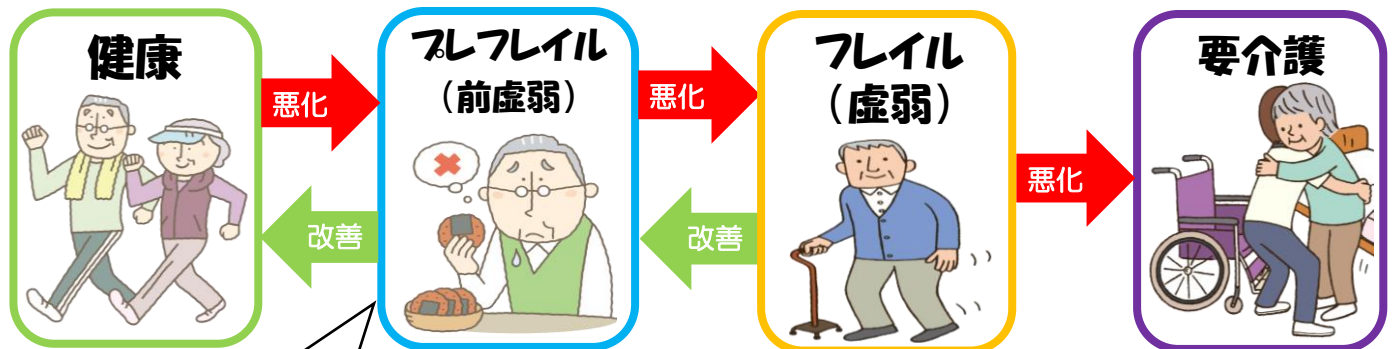 健康
悪化
改善
プレフレイル
(前虚弱)
悪化
改善
フレイル
(虚弱)
悪化
要介護